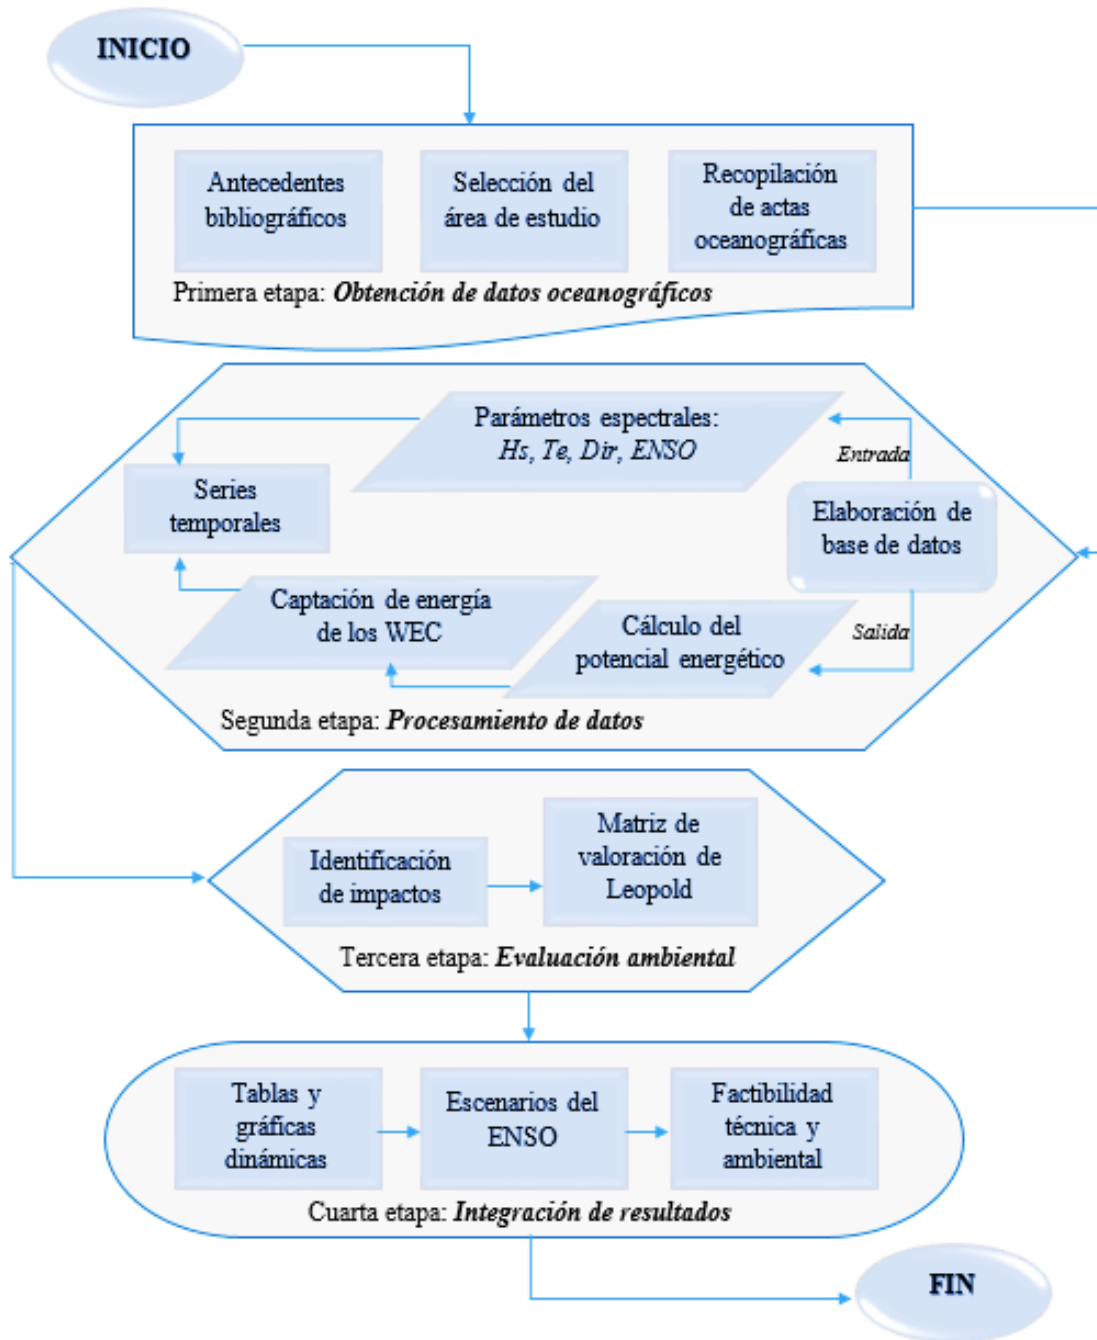 INICIO
Antecedentes
bibliográficos
Selección del
área de estudio
Recopilación
de actas
oceanográficas
Primera etapa: Obtención de datos oceanográficos
Parámetros espectrales:
Hs, Te, Dir, ENSO
Entrada
Series
temporales
Elaboración de
base de datos
Captación de energía
de los WEC
Cálculo del
potencial energético
Salida
Segunda etapa: Procesamiento de datos
Identificación
de impactos
Matriz de
valoración de
Leopold
Tercera etapa: Evaluación ambiental
Tablas y
gráficas
dinámicas
Escenarios del
ENSO
Factibilidad
técnica y
ambiental
Cuarta etapa: Integración de resultados
FIN